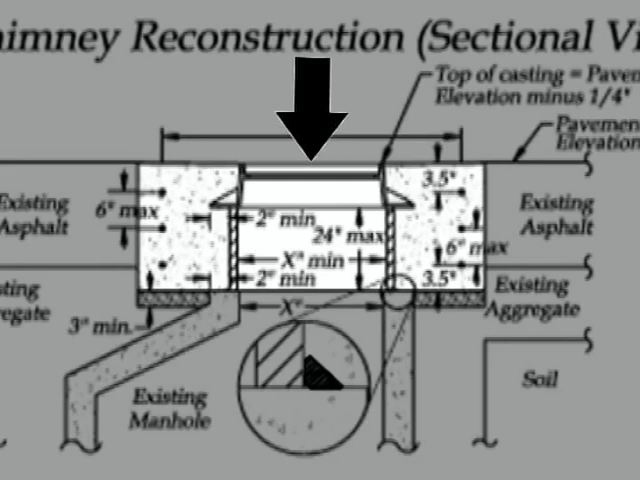 himney Reconstruction (Sectional Vi
Top of casting = Pavem
Elevation minus 1/4"
Pavemen
Elevation
3.5"
Existing
Asphalt
6" max
2" min
24" max
Existing
Asphalt
6" max
X" min
2" min
3.5"
sting
regate
Existing
Aggregate
X"
3" min.
Existing
Manhole
Soil